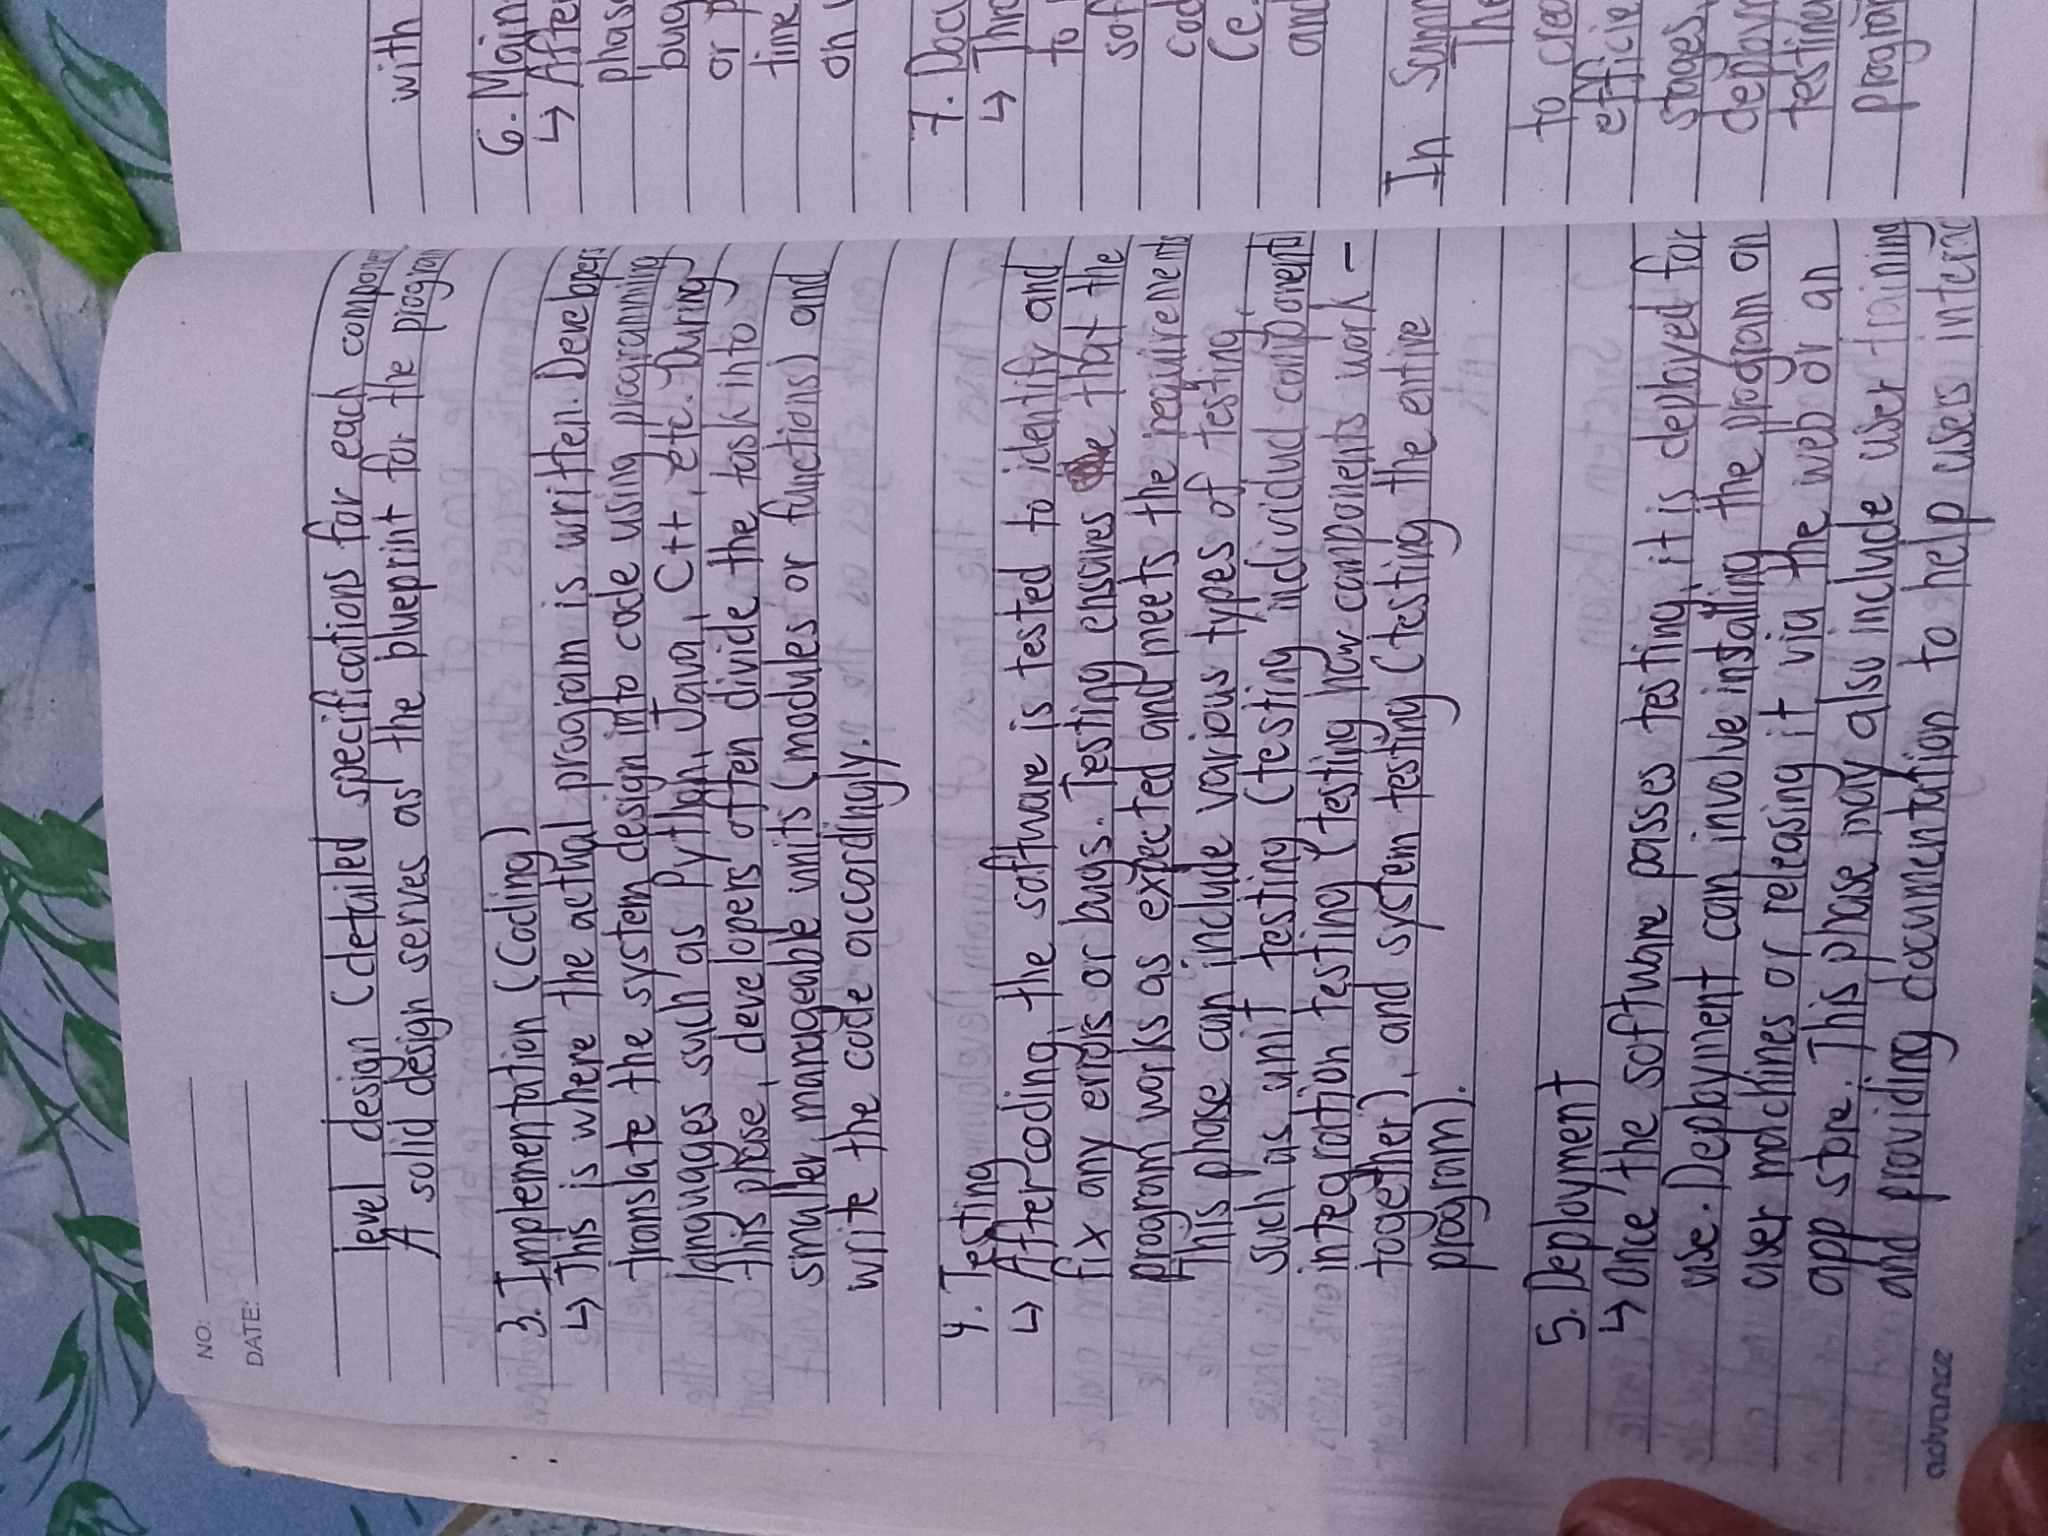 NO:
DATE:
level design (detailed specifications for each
A solid design serves as the blueprint for the program
3. Implementation (Coding)
↳ This is where the actual program is written. Developers
translate the system design into code using programming
languages such as Python, Java, C++, etc. During
this phase, developers often divide the task into
smaller manageable units (modules or functions) and
write the code accordingly.
4. Testing
↳ After coding, the software is tested to identify and
fix any errors or bugs. Testing ensures that the
program works as expected and meets the requirements
This phase can include various types of testing,
such as unit testing (testing individual components
integration testing (testing how components work -
together), and system testing (testing the entire
program).
5. Deployment
↳ Once the software passes testing, it is deployed for
use. Deployment can involve installing the program on
user machines or releasing it via the web or an
app store. This phase may also include user training
and providing documentation to help users
advance
with
6. Main
↳ After
phase
bug
or
time
on
7. Docu
↳ Thr
to
sof
cod
Ce.
and
In Summ
The
to crea
efficie
stages,
deploym
testing
program